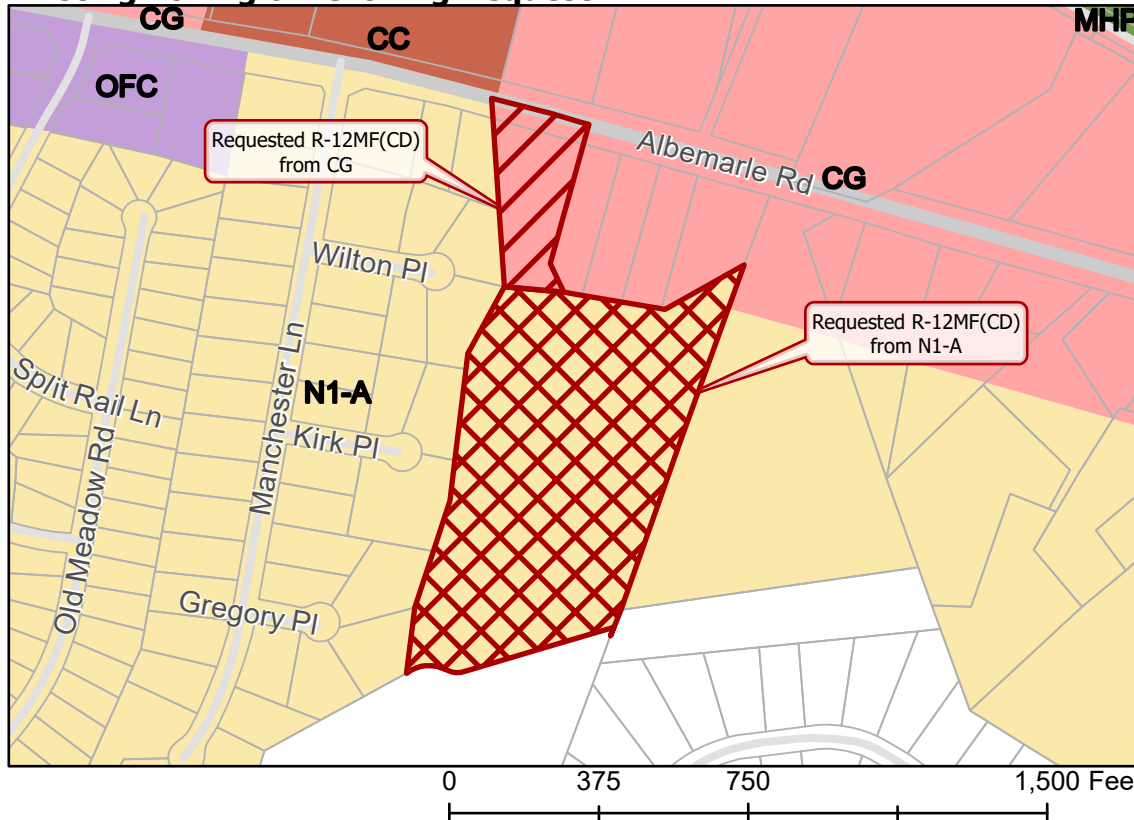 CG
CC
MHP
OFC
Requested R-12MF(CD)
from CG
Albemarle Rd
CG
Wilton Pl
Requested R-12MF(CD)
from N1-A
Split Rail Ln
Manchester Ln
N1-A
Kirk Pl
Old Meadow Rd
Gregory Pl
0 375 750 1,500 Fee